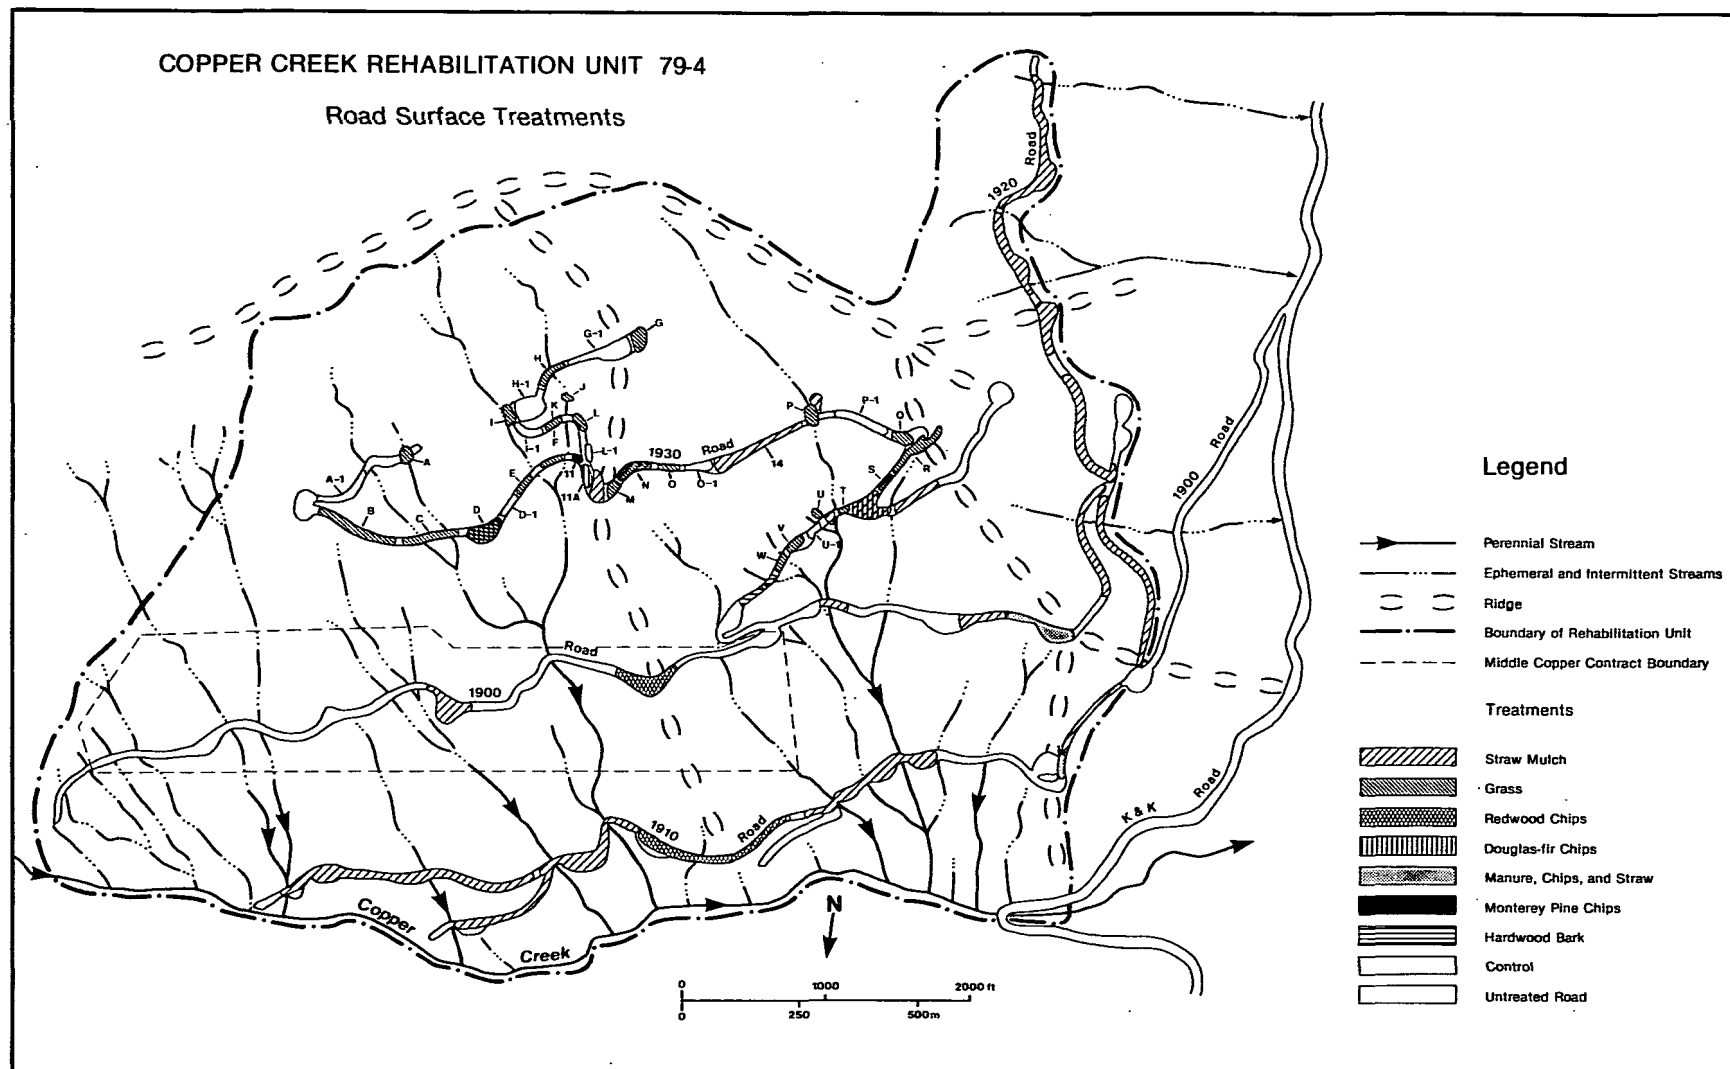 COPPER CREEK REHABILITATION UNIT 79-4
Road Surface Treatments
Road
1920
G-1
G
H
H-1
J
K
I
I-1
F
L
L-1
P
P-1
Q
1930 Road
14
A
A-1
E
11
11A
M
N
O
O-1
S
R
B
C
D
D-1
U
T
V
U-1
W
1900 Road
Road
1900
1910 Road
K & K Road
Copper Creek
N
0 1000 2000 ft
0 250 500m
Legend
Perennial Stream
Ephemeral and Intermittent Streams
Ridge
Boundary of Rehabilitation Unit
Middle Copper Contract Boundary
Treatments
Straw Mulch
Grass
Redwood Chips
Douglas-fir Chips
Manure, Chips, and Straw
Monterey Pine Chips
Hardwood Bark
Control
Untreated Road